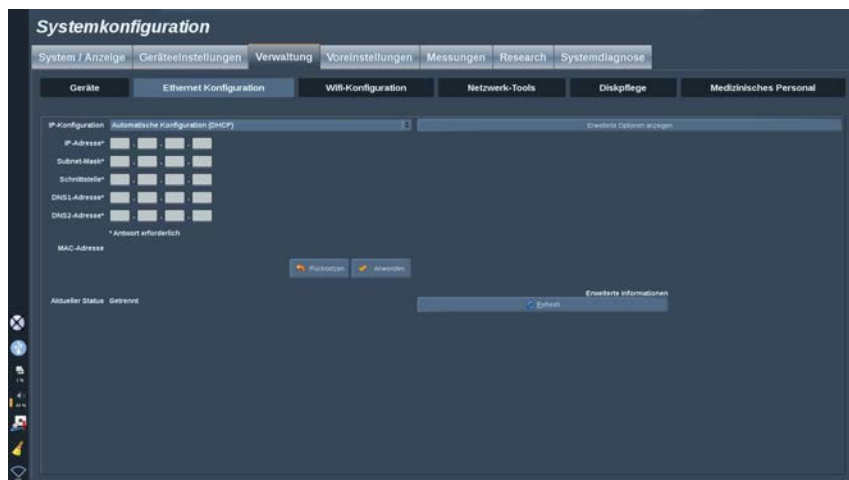 Systemkonfiguration
System / Anzeige Geräteeinstellungen Verwaltung Voreinstellungen Messungen Research Systemdiagnose
Geräte Ethernet Konfiguration Wifi-Konfiguration Netzwerk-Tools Diskpflege Medizinisches Personal
IP-Konfiguration Automatische Konfiguration (DHCP) Erweiterte Optionen anzeigen
IP-Adresse*
Subnet-Mask*
Schnittstelle*
DNS1-Adresse*
DNS2-Adresse*
* Antwort erforderlich
MAC-Adresse
Rücksetzen Anwenden
Erweiterte Informationen
Aktueller Status Getrennt
Refresh